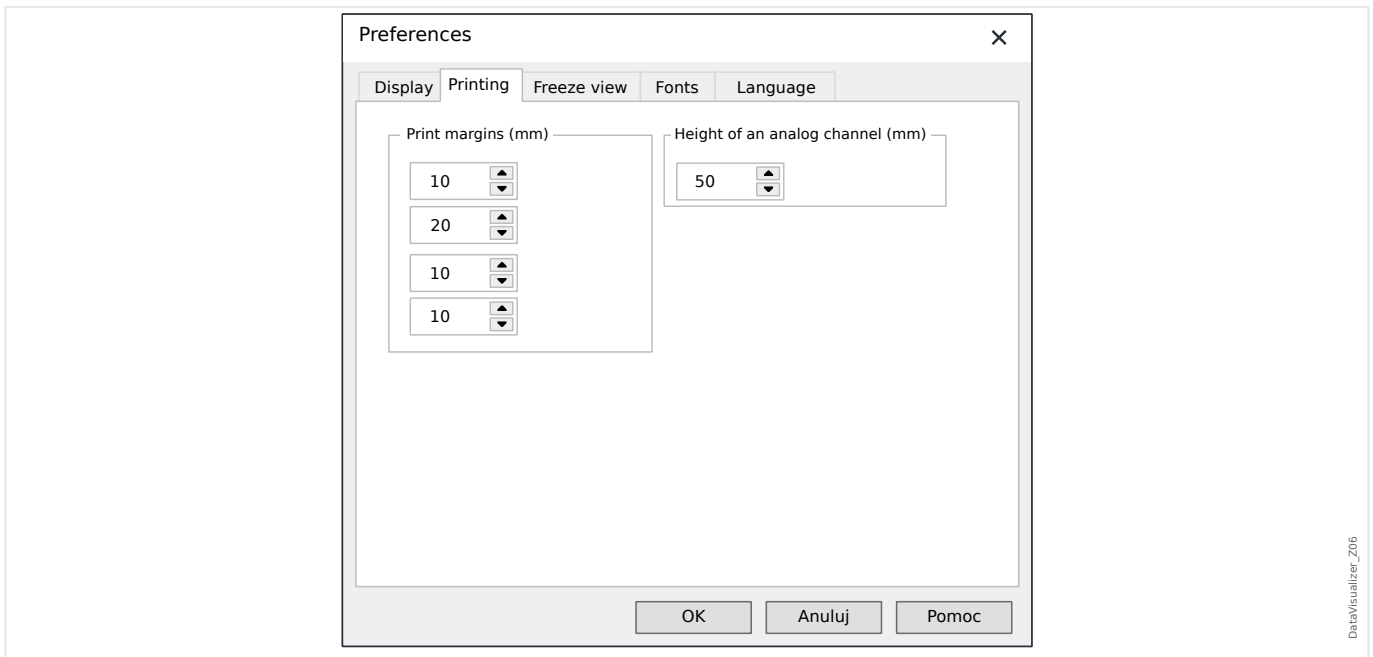 Preferences
Display Printing Freeze view Fonts Language
Print margins (mm) Height of an analog channel (mm)
10 50
20
10
10
OK Anuluj Pomoc
DataVisualizer_Z06